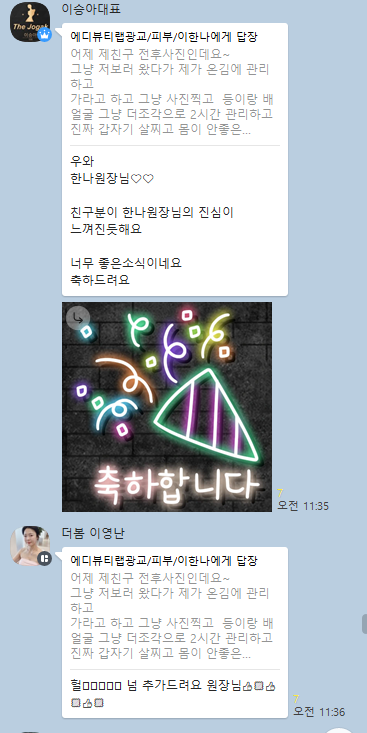 이승아대표
The Jogak
에디뷰티랩광교/피부/이한나에게 답장
어제 제친구 전후사진인데요~
그냥 저보러 왔다가 제가 온김에 관리
하고
가라고 하고 그냥 사진찍고 등이랑 배
얼굴 그냥 더조각으로 2시간 관리하고
진짜 갑자기 살찌고 몸이 안좋은...
우와
한나원장님♡♡
친구분이 한나원장님의 진심이
느껴진듯해요
너무 좋은소식이네요
축하드려요
축하합니다
7
오전 11:35
더봄 이영난
에디뷰티랩광교/피부/이한나에게 답장
어제 제친구 전후사진인데요~
그냥 저보러 왔다가 제가 온김에 관리
하고
가라고 하고 그냥 사진찍고 등이랑 배
얼굴 그냥 더조각으로 2시간 관리하고
진짜 갑자기 살찌고 몸이 안좋은...
헐 넘 추가드려요 원장님👍🏻👍🏻👍🏻
7
오전 11:36